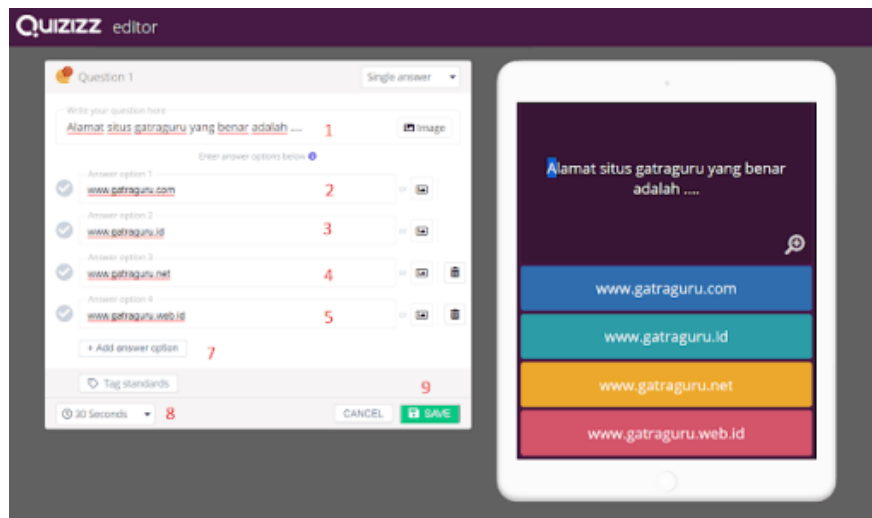 QUIZIZZ editor
Question 1
Single answer
Write your question here
Alamat situs gatraguru yang benar adalah ....
1
Image
Enter answer options below
Answer option 1
www.gatraguru.com
2
or
Answer option 2
www.gatraguru.id
3
or
Answer option 3
www.gatraguru.net
4
or
Answer option 4
www.gatraguru.web.id
5
or
+ Add answer option
7
Tag standards
9
30 Seconds
8
CANCEL
SAVE
Alamat situs gatraguru yang benar
adalah ....
www.gatraguru.com
www.gatraguru.id
www.gatraguru.net
www.gatraguru.web.id